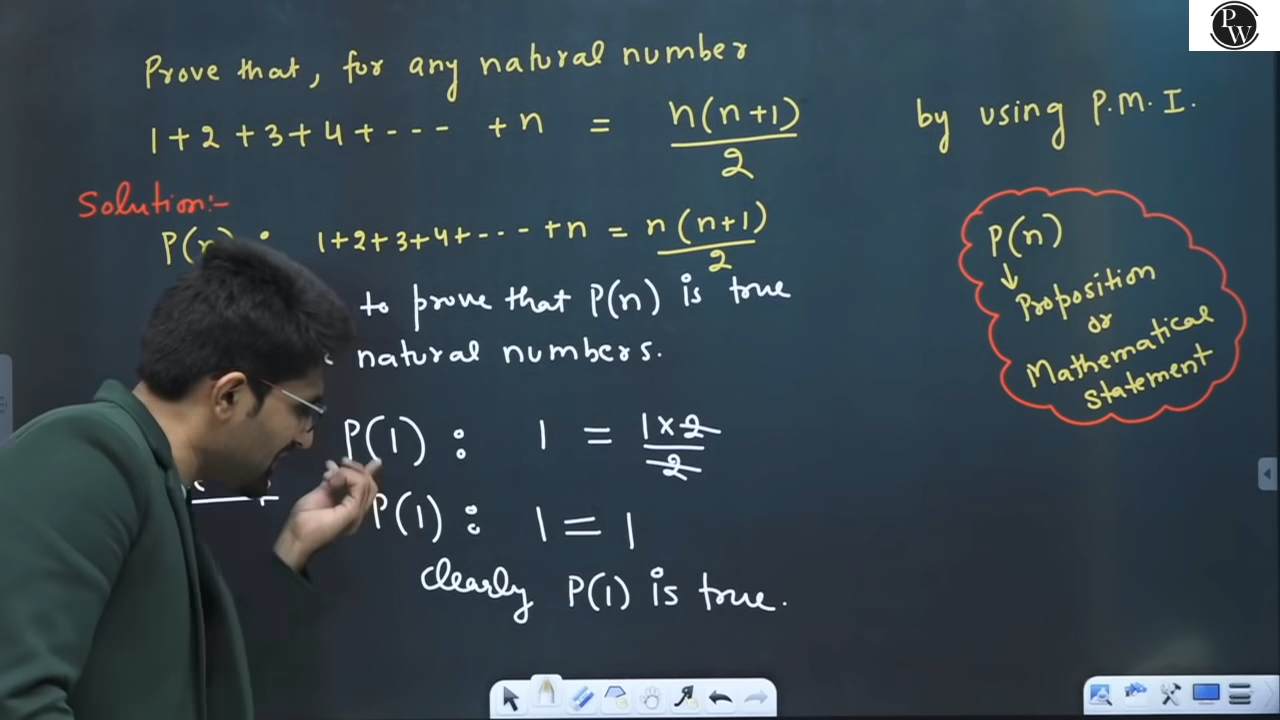 PW
Prove that, for any natural number
1+2+3+4+--- +n = n(n+1)/2 by using P.M.I.
Solution:-
P(n) : 1+2+3+4+--- +n = n(n+1)/2
to prove that P(n) is true
natural numbers.
P(1) : 1 = 1×2/2
P(1) : 1 = 1
clearly P(1) is true.
P(n)
↓
Proposition
or
Mathematical
statement